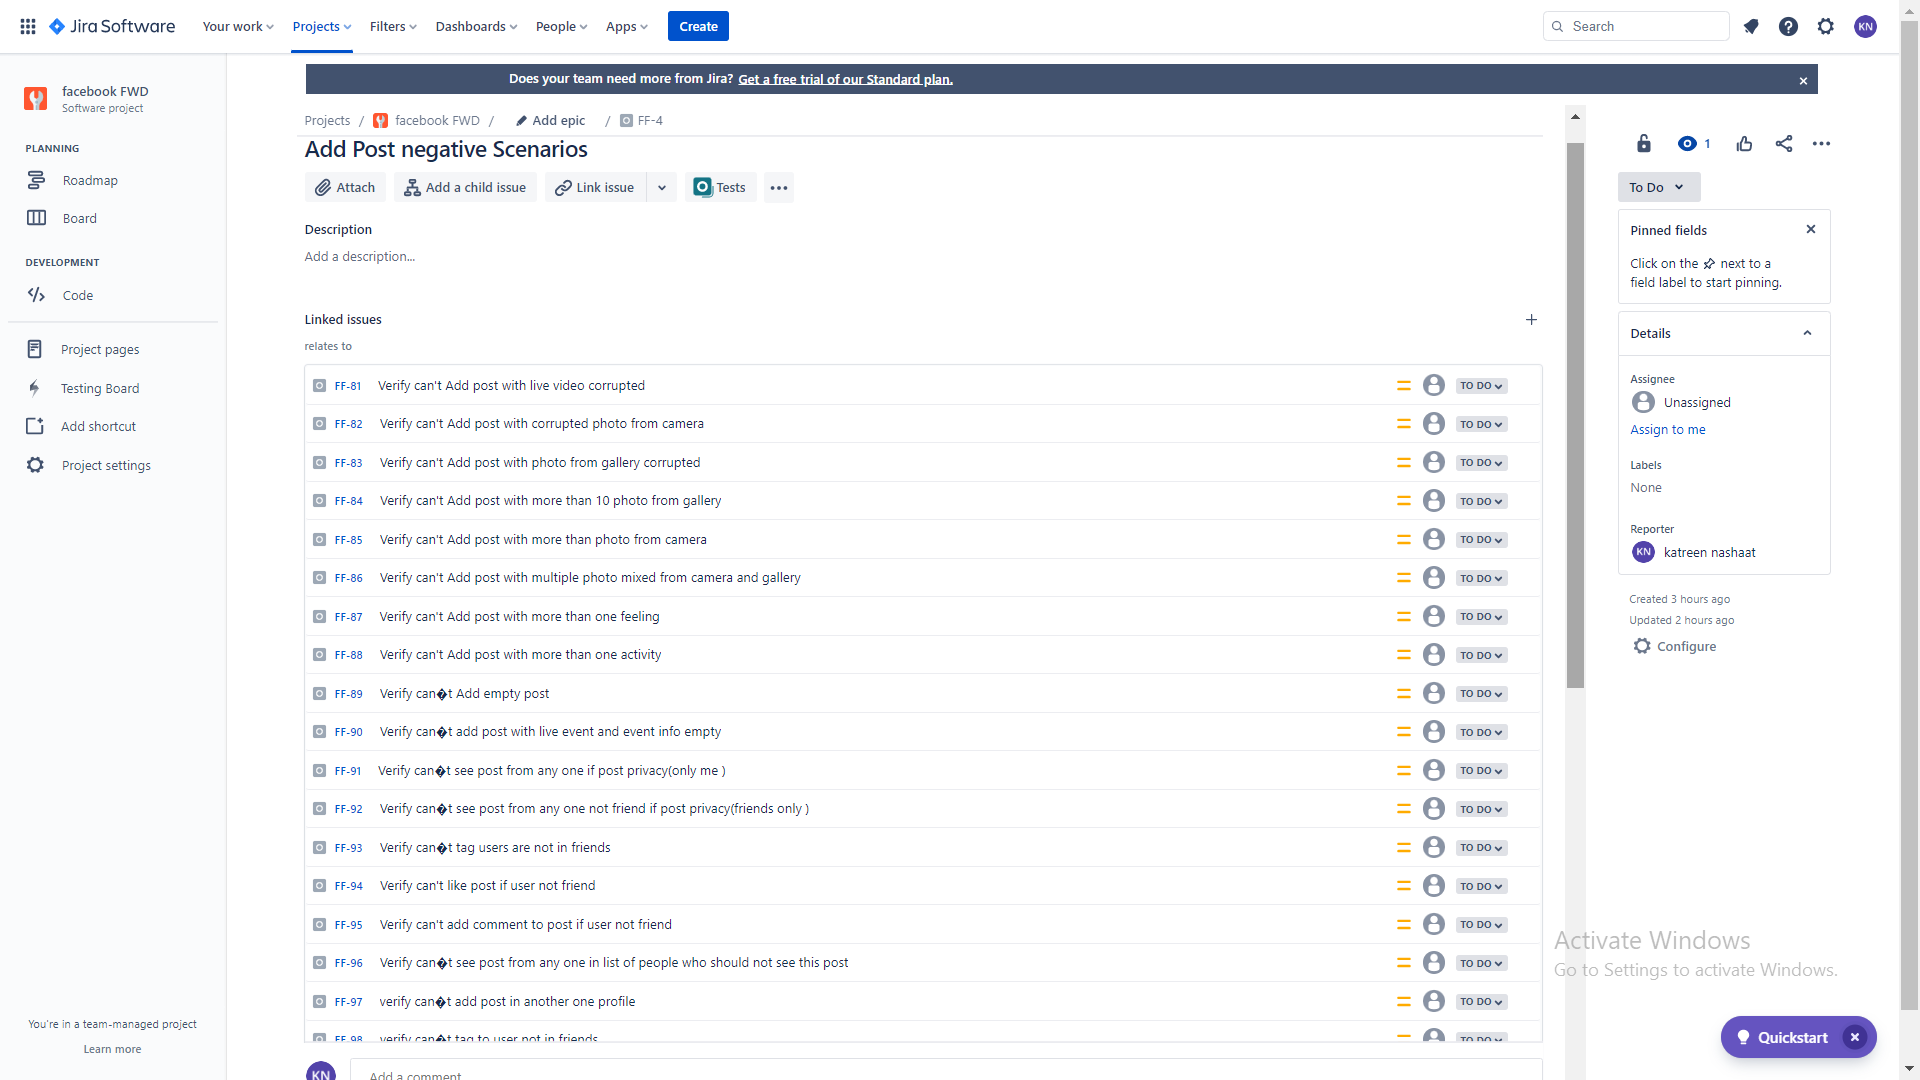 Jira Software
Your work
Projects
Filters
Dashboards
People
Apps
Create
Search
KN
facebook FWD
Software project
PLANNING
Roadmap
Board
DEVELOPMENT
Code
Project pages
Testing Board
Add shortcut
Project settings
You're in a team-managed project
Learn more
Does your team need more from Jira? Get a free trial of our Standard plan.
Projects / facebook FWD / Add epic / FF-4
Add Post negative Scenarios
Attach
Add a child issue
Link issue
Tests
Description
Add a description...
Linked issues
relates to
FF-81 Verify can't Add post with live video corrupted TO DO
FF-82 Verify can't Add post with corrupted photo from camera TO DO
FF-83 Verify can't Add post with photo from gallery corrupted TO DO
FF-84 Verify can't Add post with more than 10 photo from gallery TO DO
FF-85 Verify can't Add post with more than photo from camera TO DO
FF-86 Verify can't Add post with multiple photo mixed from camera and gallery TO DO
FF-87 Verify can't Add post with more than one feeling TO DO
FF-88 Verify can't Add post with more than one activity TO DO
FF-89 Verify can�t Add empty post TO DO
FF-90 Verify can�t add post with live event and event info empty TO DO
FF-91 Verify can�t see post from any one if post privacy(only me ) TO DO
FF-92 Verify can�t see post from any one not friend if post privacy(friends only ) TO DO
FF-93 Verify can�t tag users are not in friends TO DO
FF-94 Verify can't like post if user not friend TO DO
FF-95 Verify can't add comment to post if user not friend TO DO
FF-96 Verify can�t see post from any one in list of people who should not see this post TO DO
FF-97 verify can�t add post in another one profile TO DO
FF-98 verify can�t tag to user not in friends TO DO
KN
Add a comment...
1
To Do
Pinned fields
Click on the next to a
field label to start pinning.
Details
Assignee
Unassigned
Assign to me
Labels
None
Reporter
KN katreen nashaat
Created 3 hours ago
Updated 2 hours ago
Configure
Activate Windows
Go to Settings to activate Windows.
Quickstart